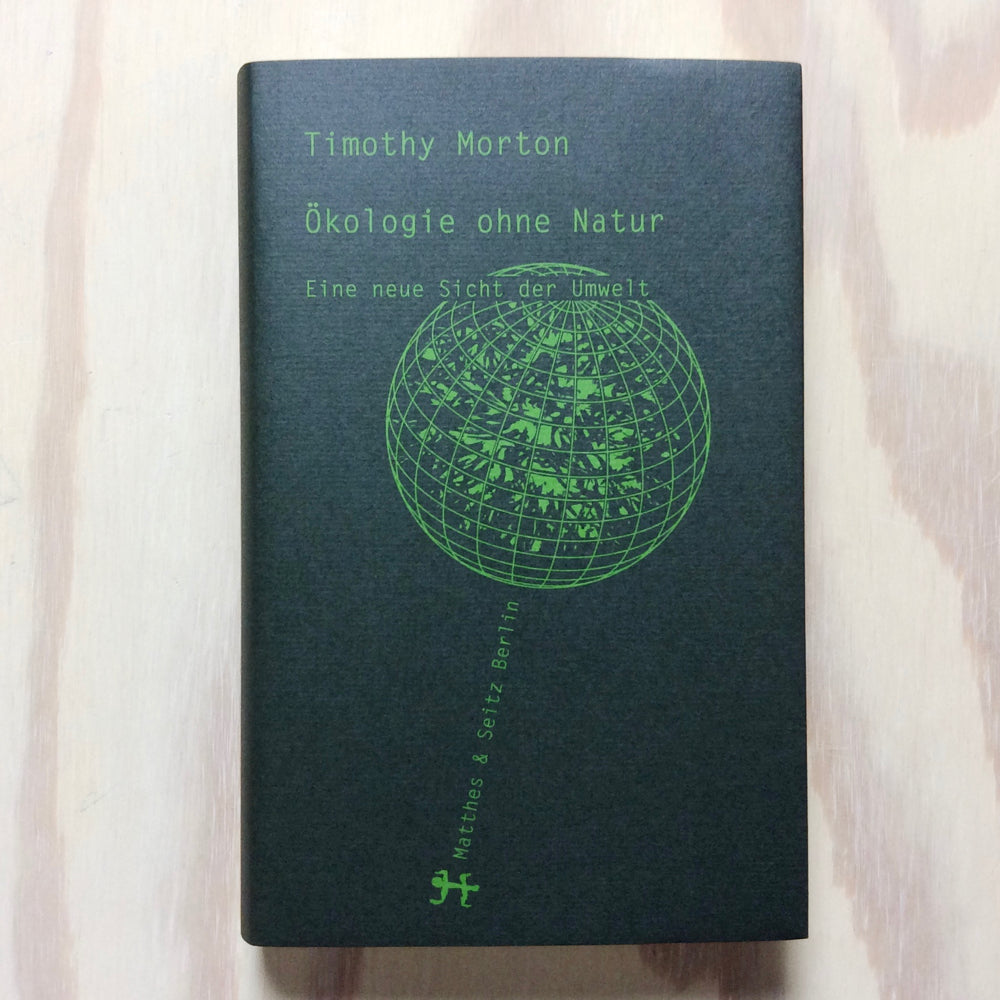 Timothy Morton
Ökologie ohne Natur
Eine neue Sicht der Umwelt
Matthes & Seitz Berlin